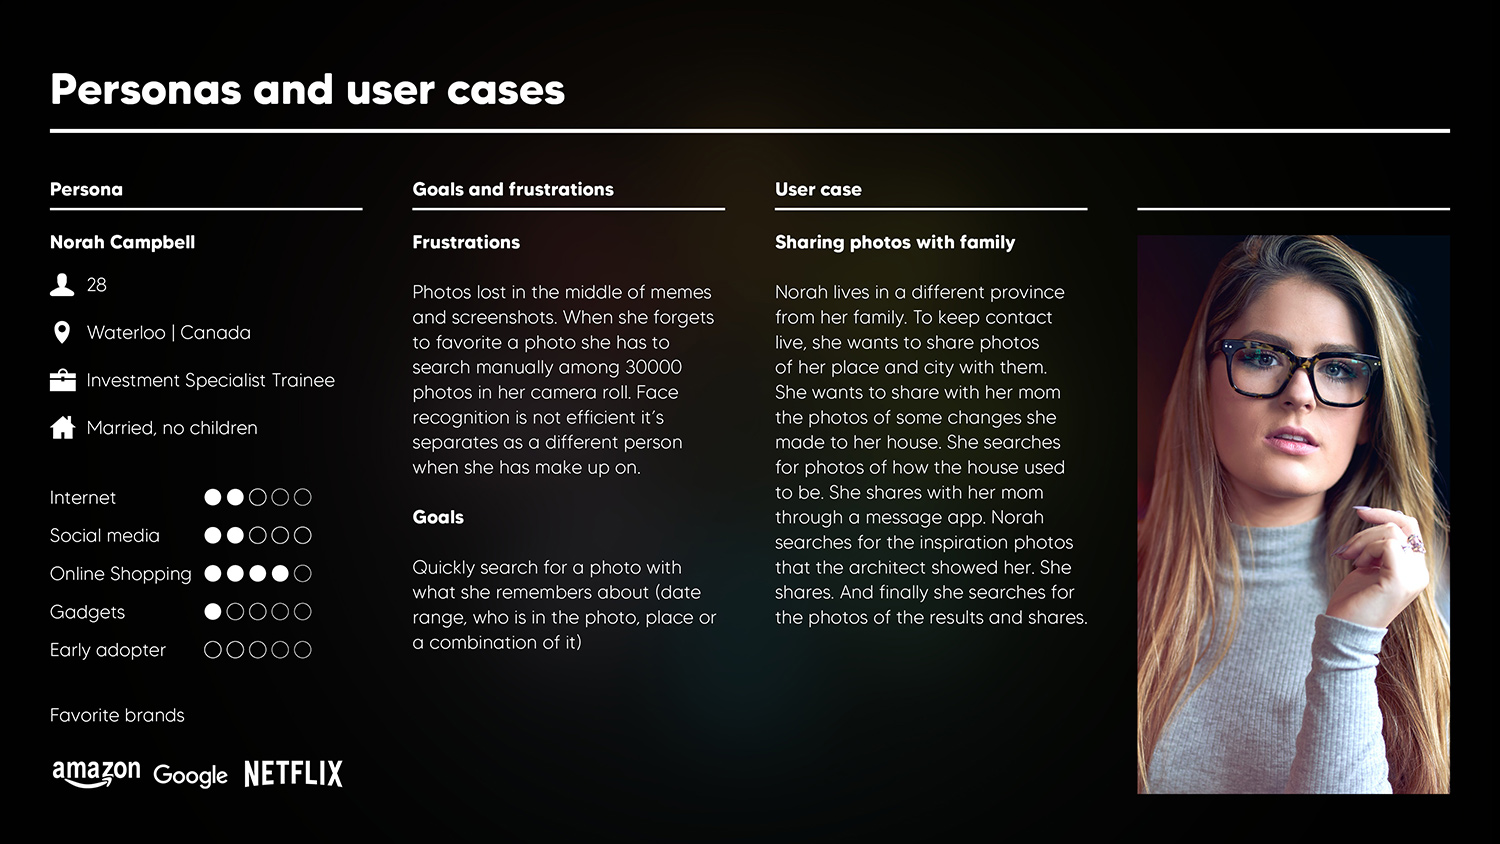 Personas and user cases
Persona
Norah Campbell
28
Waterloo | Canada
Investment Specialist Trainee
Married, no children
Internet
Social media
Online Shopping
Gadgets
Early adopter
Favorite brands
amazon Google NETFLIX
Goals and frustrations
Frustrations
Photos lost in the middle of memes
and screenshots. When she forgets
to favorite a photo she has to
search manually among 30000
photos in her camera roll. Face
recognition is not efficient it's
separates as a different person
when she has make up on.
Goals
Quickly search for a photo with
what she remembers about (date
range, who is in the photo, place or
a combination of it)
User case
Sharing photos with family
Norah lives in a different province
from her family. To keep contact
live, she wants to share photos
of her place and city with them.
She wants to share with her mom
the photos of some changes she
made to her house. She searches
for photos of how the house used
to be. She shares with her mom
through a message app. Norah
searches for the inspiration photos
that the architect showed her. She
shares. And finally she searches for
the photos of the results and shares.